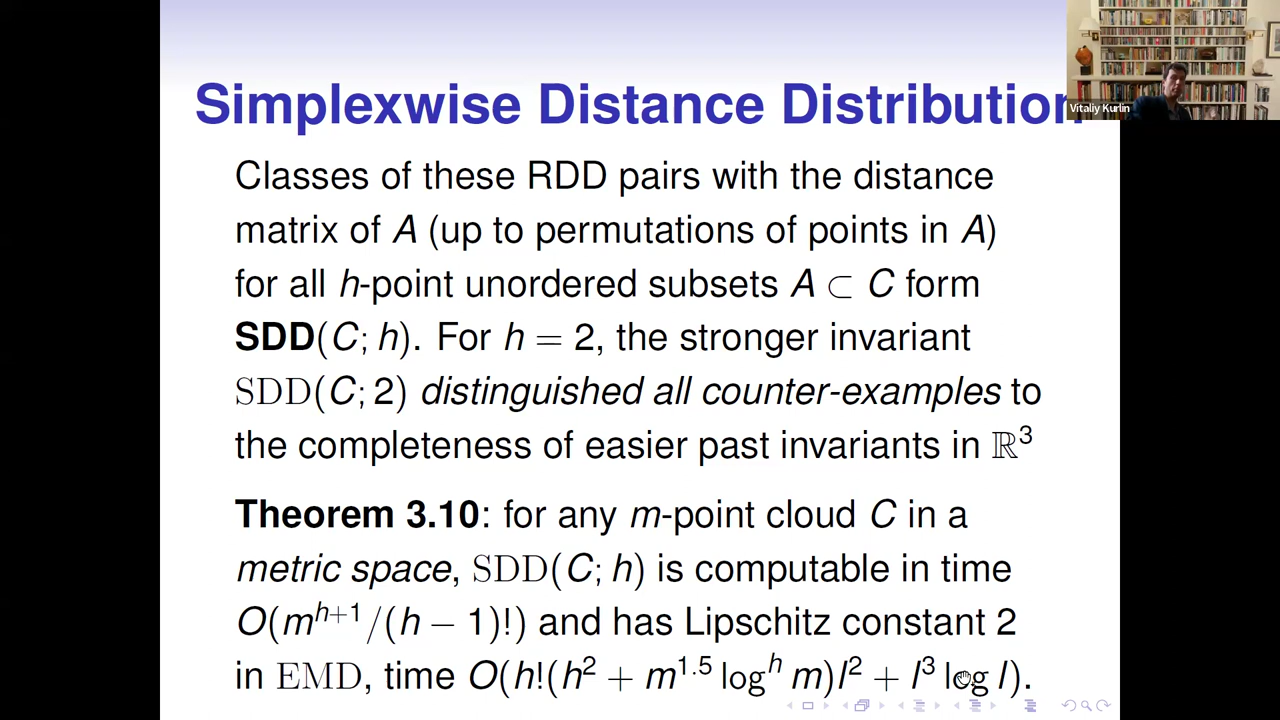 Simplexwise Distance Distribution
Vitaliy Kurlin
Classes of these RDD pairs with the distance
matrix of A (up to permutations of points in A)
for all h-point unordered subsets A ⊂ C form
SDD(C; h). For h = 2, the stronger invariant
SDD(C; 2) distinguished all counter-examples to
the completeness of easier past invariants in ℝ³
Theorem 3.10: for any m-point cloud C in a
metric space, SDD(C; h) is computable in time
O(m^{h+1}/(h − 1)!) and has Lipschitz constant 2
in EMD, time O(h!(h² + m^{1.5} log^h m)l² + l³ log l).